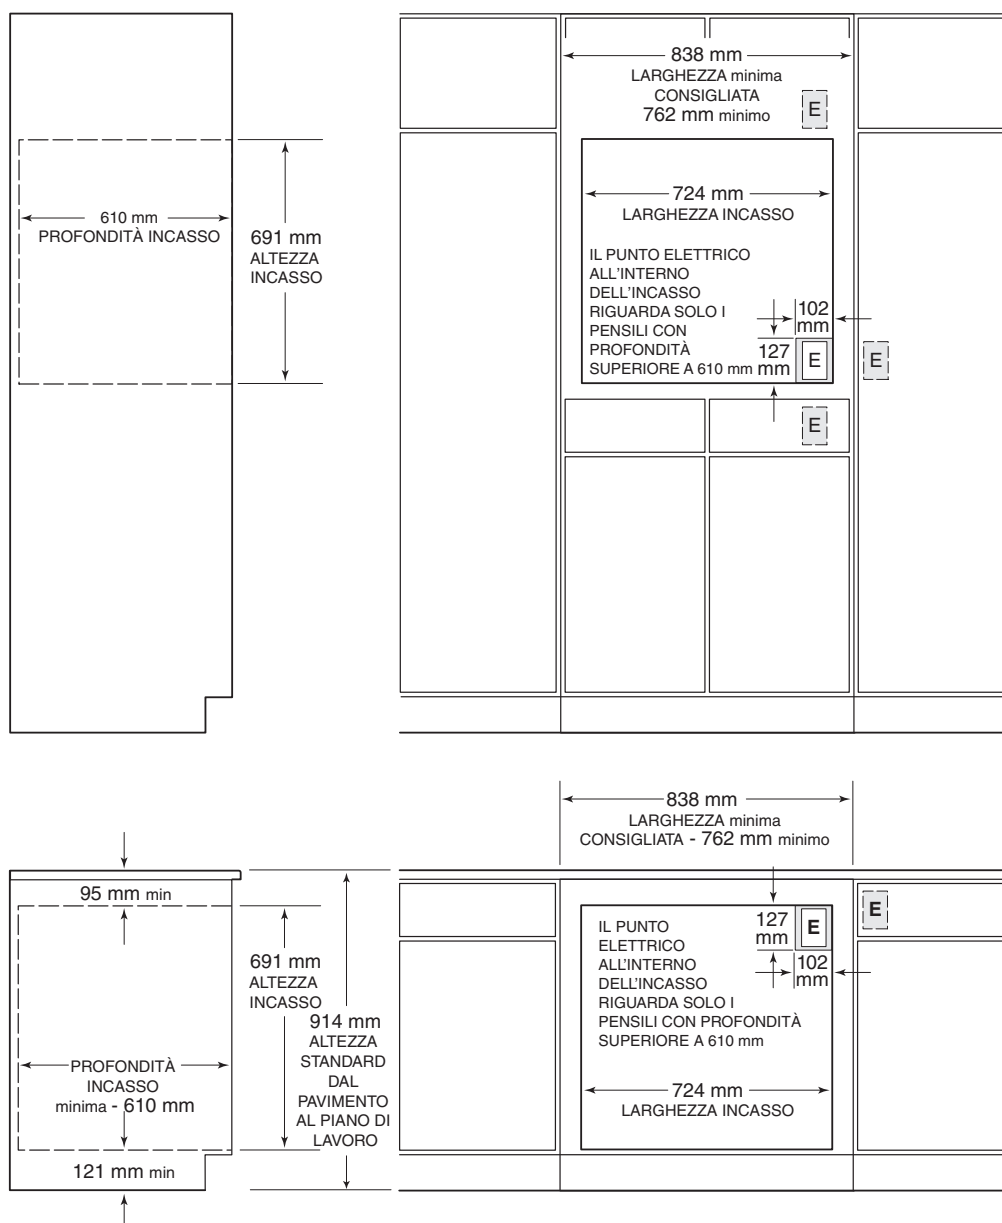 838 mm
LARGHEZZA minima
CONSIGLIATA
762 mm minimo
E
610 mm
PROFONDITÀ INCASSO
691 mm
ALTEZZA
INCASSO
724 mm
LARGHEZZA INCASSO
IL PUNTO ELETTRICO
ALL'INTERNO
DELL'INCASSO
RIGUARDA SOLO I
PENSILI CON
PROFONDITÀ
SUPERIORE A 610 mm
102
mm
127
mm
E
E
E
838 mm
LARGHEZZA minima
CONSIGLIATA - 762 mm minimo
95 mm min
691 mm
ALTEZZA
INCASSO
914 mm
ALTEZZA
STANDARD
DAL
PAVIMENTO
AL PIANO DI
LAVORO
PROFONDITÀ
INCASSO
minima - 610 mm
121 mm min
IL PUNTO
ELETTRICO
ALL'INTERNO
DELL'INCASSO
RIGUARDA SOLO I
PENSILI CON PROFONDITÀ
SUPERIORE A 610 mm
127
mm
E
E
102
mm
724 mm
LARGHEZZA INCASSO